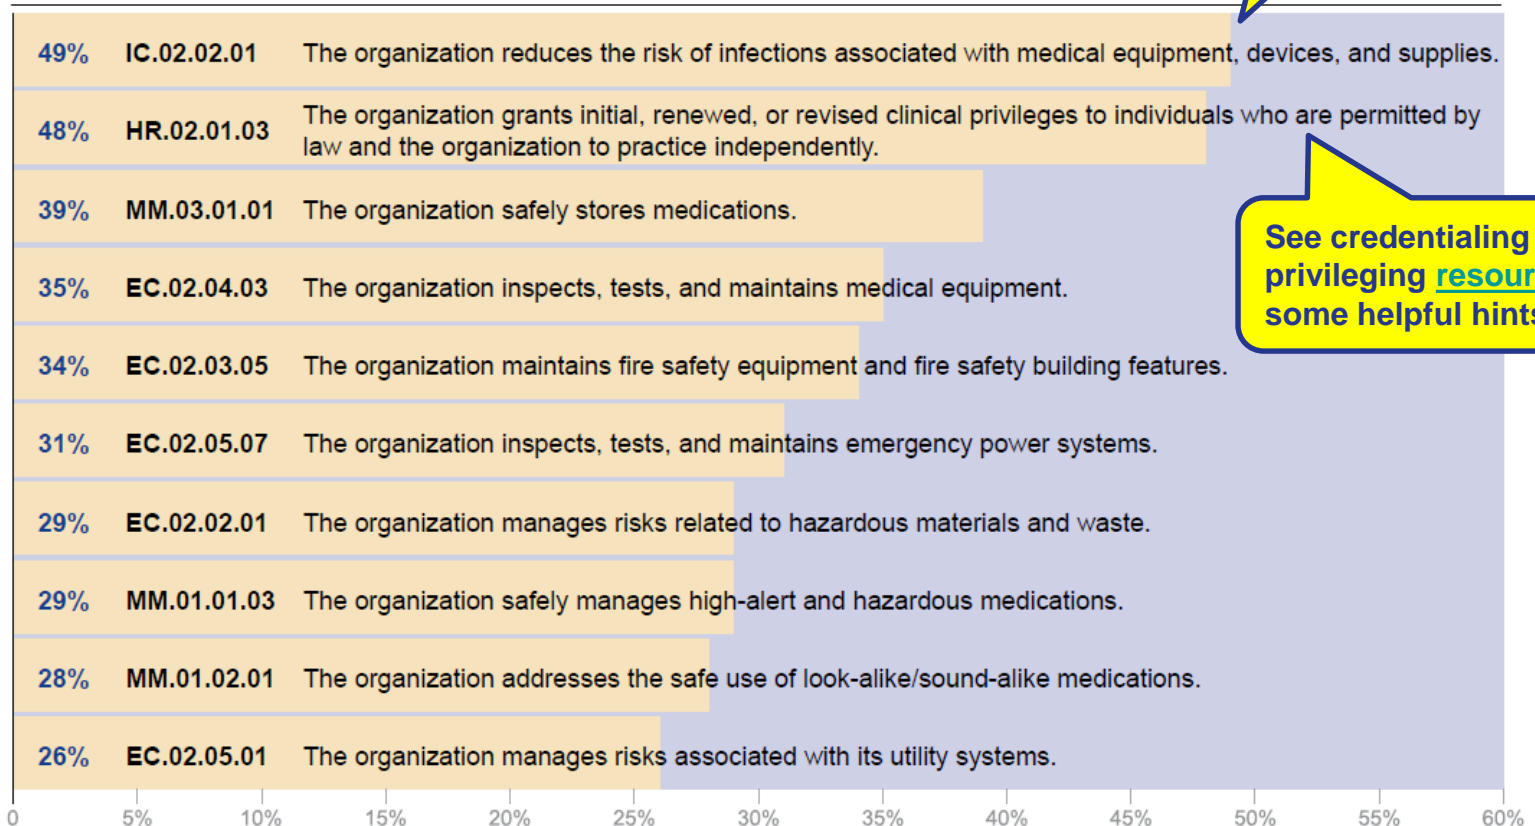 49% IC.02.02.01 The organization reduces the risk of infections associated with medical equipment, devices, and supplies.
48% HR.02.01.03 The organization grants initial, renewed, or revised clinical privileges to individuals who are permitted by
law and the organization to practice independently.
39% MM.03.01.01 The organization safely stores medications.
See credentialing
privileging
some helpful
35% EC.02.04.03 The organization inspects, tests, and maintains medical equipment.
34% EC.02.03.05 The organization maintains fire safety equipment and fire safety building features.
31% EC.02.05.07 The organization inspects, tests, and maintains emergency power systems.
29% EC.02.02.01 The organization manages risks related to hazardous materials and waste.
29% MM.01.01.03 The organization safely manages high-alert and hazardous medications.
28% MM.01.02.01 The organization addresses the safe use of look-alike/sound-alike medications.
26% EC.02.05.01 The organization manages risks associated with its utility systems.
0 5% 10% 15% 20% 25% 30% 35% 40% 45% 50% 55% 60%